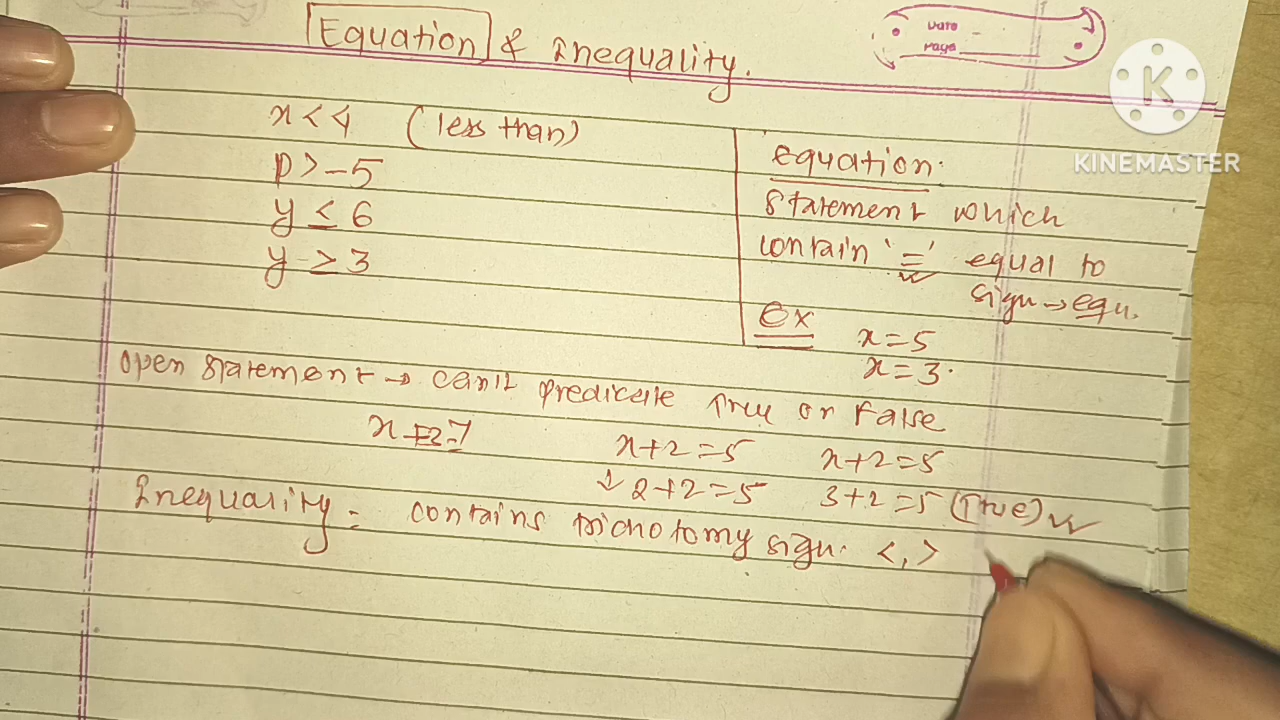 Equation & Inequality.
Date
Page
K
KINEMASTER
x < 4 (less than)
p > -5
y ≤ 6
y ≥ 3
equation.
Statement which
contain '=' equal to
sign → equ.
Ex x = 5
x = 3.
Open statement → can't predicate True or False
x + 2 = 5 x + 2 = 5
↓ 2 + 2 = 5 3 + 2 = 5 (True)
Inequality = contains trichotomy sign. <, >